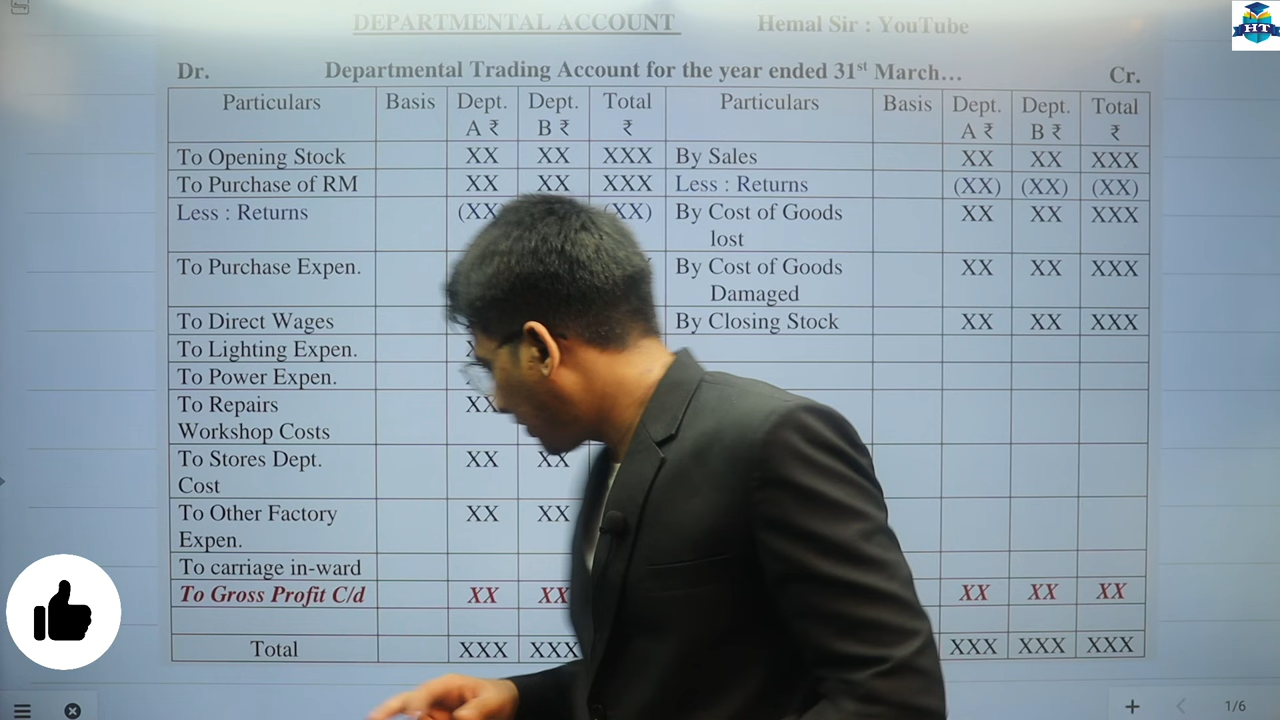 DEPARTMENTAL ACCOUNT Hemal Sir : YouTube
HT
Dr. Departmental Trading Account for the year ended 31st March... Cr.
Particulars Basis Dept. A ₹ Dept. B ₹ Total ₹ Particulars Basis Dept. A ₹ Dept. B ₹ Total ₹
To Opening Stock XX XX XXX By Sales XX XX XXX
To Purchase of RM XX XX XXX Less : Returns (XX) (XX) (XX)
Less : Returns (XX XX) By Cost of Goods lost XX XX XXX
To Purchase Expen. By Cost of Goods Damaged XX XX XXX
To Direct Wages By Closing Stock XX XX XXX
To Lighting Expen.
To Power Expen.
To Repairs Workshop Costs XX
To Stores Dept. Cost XX XX
To Other Factory Expen. XX XX
To carriage in-ward
To Gross Profit C/d XX XX XX XX XX
Total XXX XXX XXX XXX XXX
1/6